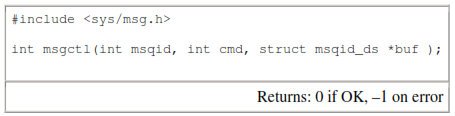 #include <sys/msg.h>
int msgctl(int msqid, int cmd, struct msqid_ds *buf );
Returns: 0 if OK, –1 on error